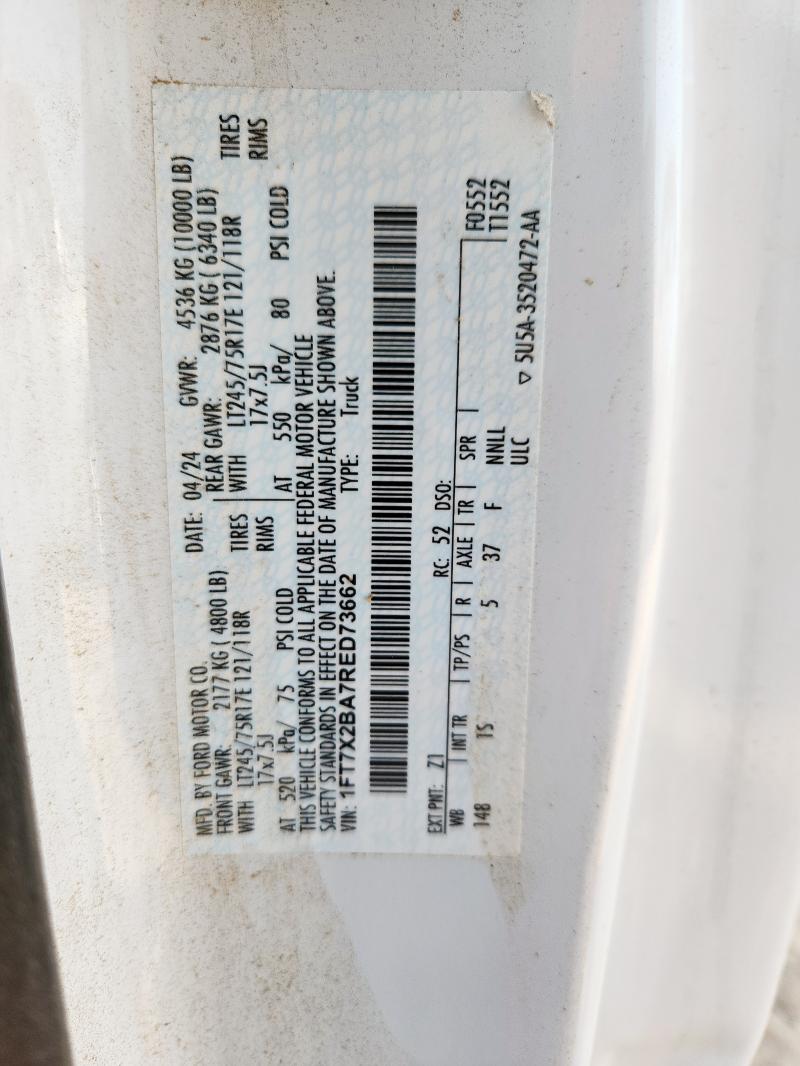 MFD. BY FORD MOTOR CO. DATE: 04/24 GVWR: 4536 KG (10000 LB)
FRONT GAWR: 2177 KG ( 4800 LB) REAR GAWR: 2876 KG ( 6340 LB)
WITH LT245/75R17E 121/118R TIRES WITH LT245/75R17E 121/118R TIRES
17x7.5J RIMS 17x7.5J RIMS
AT 520 kPa/ 75 PSI COLD AT 550 kPa/ 80 PSI COLD
THIS VEHICLE CONFORMS TO ALL APPLICABLE FEDERAL MOTOR VEHICLE
SAFETY STANDARDS IN EFFECT ON THE DATE OF MANUFACTURE SHOWN ABOVE.
VIN: 1FT7X2BA7RED73662 TYPE: Truck
EXT PNT: Z1 RC: 52 DSO: F0552
WB INT TR TP/PS R AXLE TR SPR T1552
148 TS 5 37 F NNLL
ULC
▽ 5U5A-3520472-AA